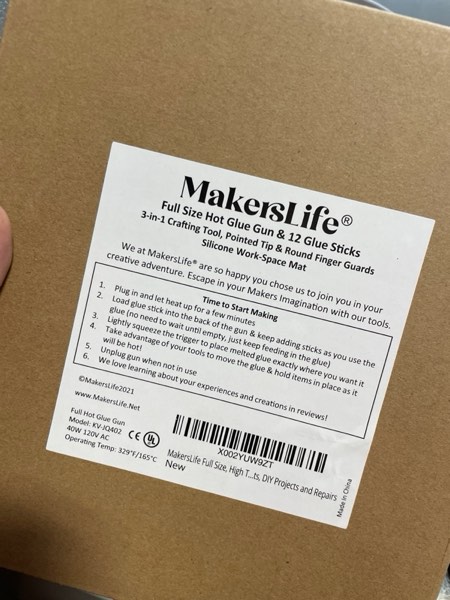 MakersLife®
Full Size Hot Glue Gun & 12 Glue Sticks
3-in-1 Crafting Tool, Pointed Tip & Round Finger Guards
Silicone Work-Space Mat
We at MakersLife® are so happy you chose us to join you in your
creative adventure. Escape in your Makers Imagination with our tools.
Time to Start Making
1. Plug in and let heat up for a few minutes
2. Load glue stick into the back of the gun & keep adding sticks as you use the
glue (no need to wait until empty, just keep feeding in the glue)
3. Lightly squeeze the trigger to place melted glue exactly where you want it
4. Take advantage of your tools to move the glue & hold items in place as it
will be hot!
5. Unplug gun when not in use
6. We love learning about your experiences and creations in reviews!
©MakersLife2021
www.MakersLife.Net
Full Hot Glue Gun
Model: KV-JQ402
40W 120V AC
Operating Temp: 329°F/165°C
CE
UL
X002YUW9ZT
MakersLife Full Size, High T...ts, DIY Projects and Repairs
New
Made in China